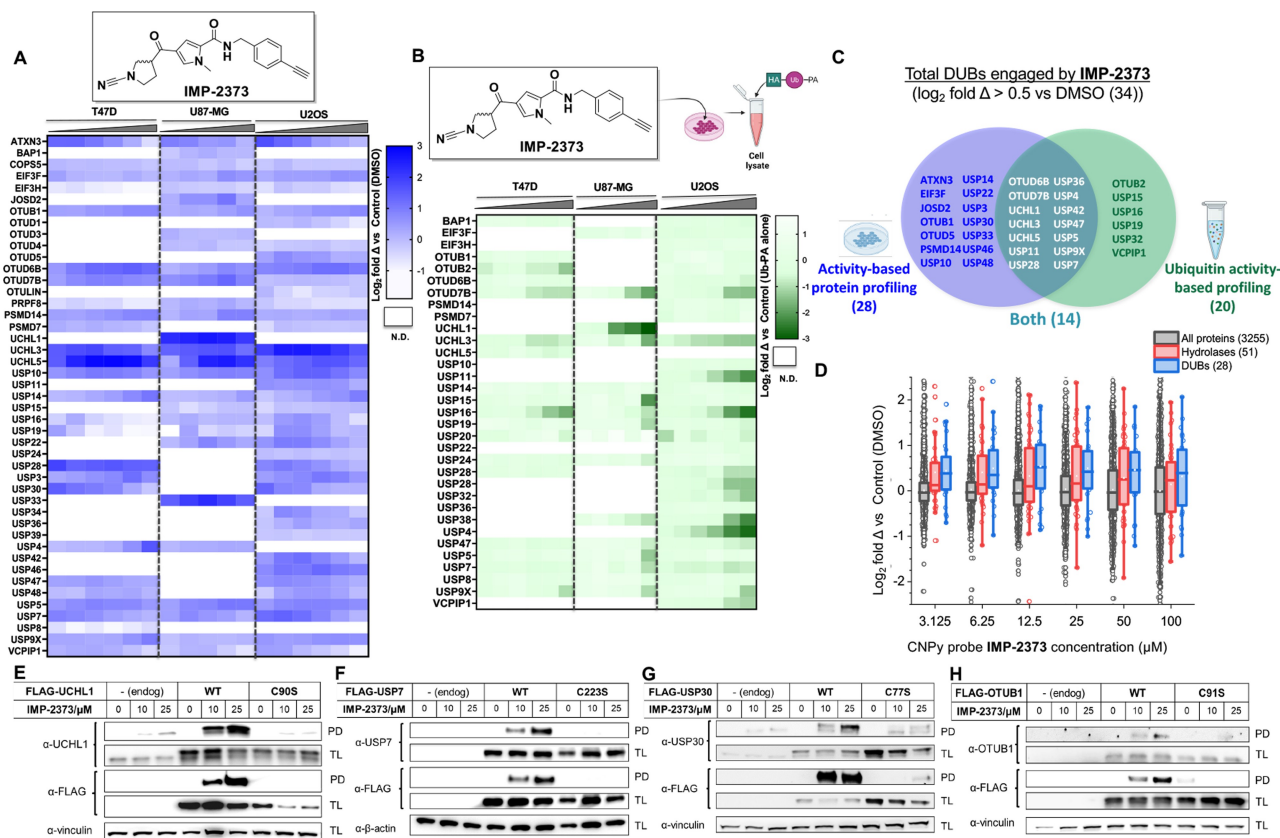 A
O
O
N
H
N
N
N
IMP-2373
T47D
U87-MG
U2OS
ATXN3
BAP1
COPS5
EIF3F
EIF3H
JOSD2
OTUB1
OTUD1
OTUD3
OTUD4
OTUD5
OTUD6B
OTUD7B
OTULIN
PRPF8
PSMD14
PSMD7
UCHL1
UCHL3
UCHL5
USP10
USP11
USP14
USP15
USP16
USP19
USP22
USP24
USP28
USP3
USP30
USP33
USP34
USP36
USP39
USP4
USP42
USP46
USP47
USP48
USP5
USP7
USP8
USP9X
VCPIP1
3
2
1
0
-1
Log2 fold Δ vs Control (DMSO)
N.D.
B
O
O
N
H
N
N
N
IMP-2373
HA Ub -PA
Cell
lysate
T47D
U87-MG
U2OS
BAP1
EIF3F
EIF3H
OTUB1
OTUB2
OTUD6B
OTUD7B
PSMD14
PSMD7
UCHL1
UCHL3
UCHL5
USP10
USP11
USP14
USP15
USP16
USP19
USP20
USP22
USP24
USP28
USP28
USP32
USP36
USP38
USP4
USP47
USP5
USP7
USP8
USP9X
VCPIP1
1
0
-1
-2
-3
Log2 fold Δ vs Control (Ub-PA alone)
N.D.
C
Total DUBs engaged by IMP-2373
(log2 fold Δ > 0.5 vs DMSO (34))
ATXN3 USP14
EIF3F USP22
JOSD2 USP3
OTUB1 USP30
OTUD5 USP33
PSMD14 USP46
USP10 USP48
OTUD6B USP36
OTUD7B USP4
UCHL1 USP42
UCHL3 USP47
UCHL5 USP5
USP11 USP9X
USP28 USP7
OTUB2
USP15
USP16
USP19
USP32
VCPIP1
Activity-based
protein profiling
(28)
Both (14)
Ubiquitin activity-
based profiling
(20)
All proteins (3255)
Hydrolases (51)
DUBs (28)
D
2
1
0
-1
-2
Log2 fold Δ vs Control (DMSO)
3.125 6.25 12.5 25 50 100
CNPy probe IMP-2373 concentration (μM)
E
FLAG-UCHL1 - (endog) WT C90S
IMP-2373/μM 0 10 25 0 10 25 0 10 25
α-UCHL1
PD
TL
α-FLAG
PD
TL
α-vinculin TL
F
FLAG-USP7 - (endog) WT C223S
IMP-2373/μM 0 10 25 0 10 25 0 10 25
α-USP7
PD
TL
α-FLAG
PD
TL
α-β-actin TL
G
FLAG-USP30 - (endog) WT C77S
IMP-2373/μM 0 10 25 0 10 25 0 10 25
α-USP30
PD
TL
α-FLAG
PD
TL
α-vinculin TL
H
FLAG-OTUB1 - (endog) WT C91S
IMP-2373/μM 0 10 25 0 10 25 0 10 25
α-OTUB1
PD
TL
α-FLAG
PD
TL
α-vinculin TL